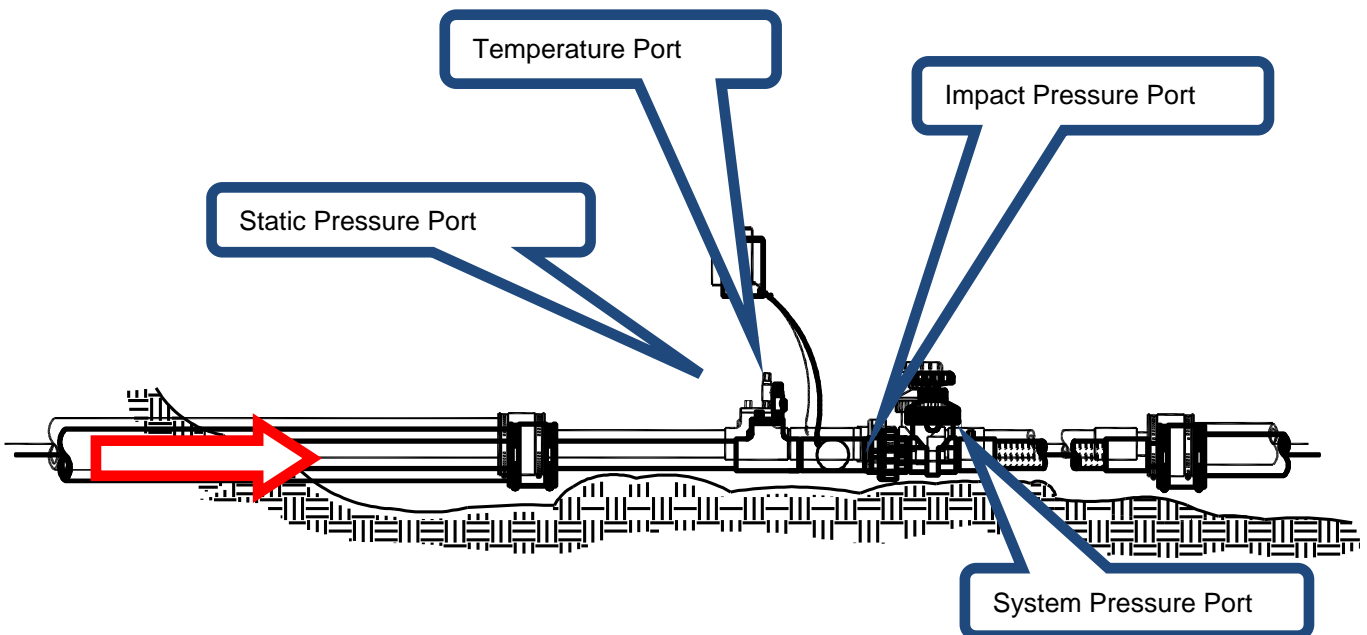 Temperature Port
Impact Pressure Port
Static Pressure Port
System Pressure Port